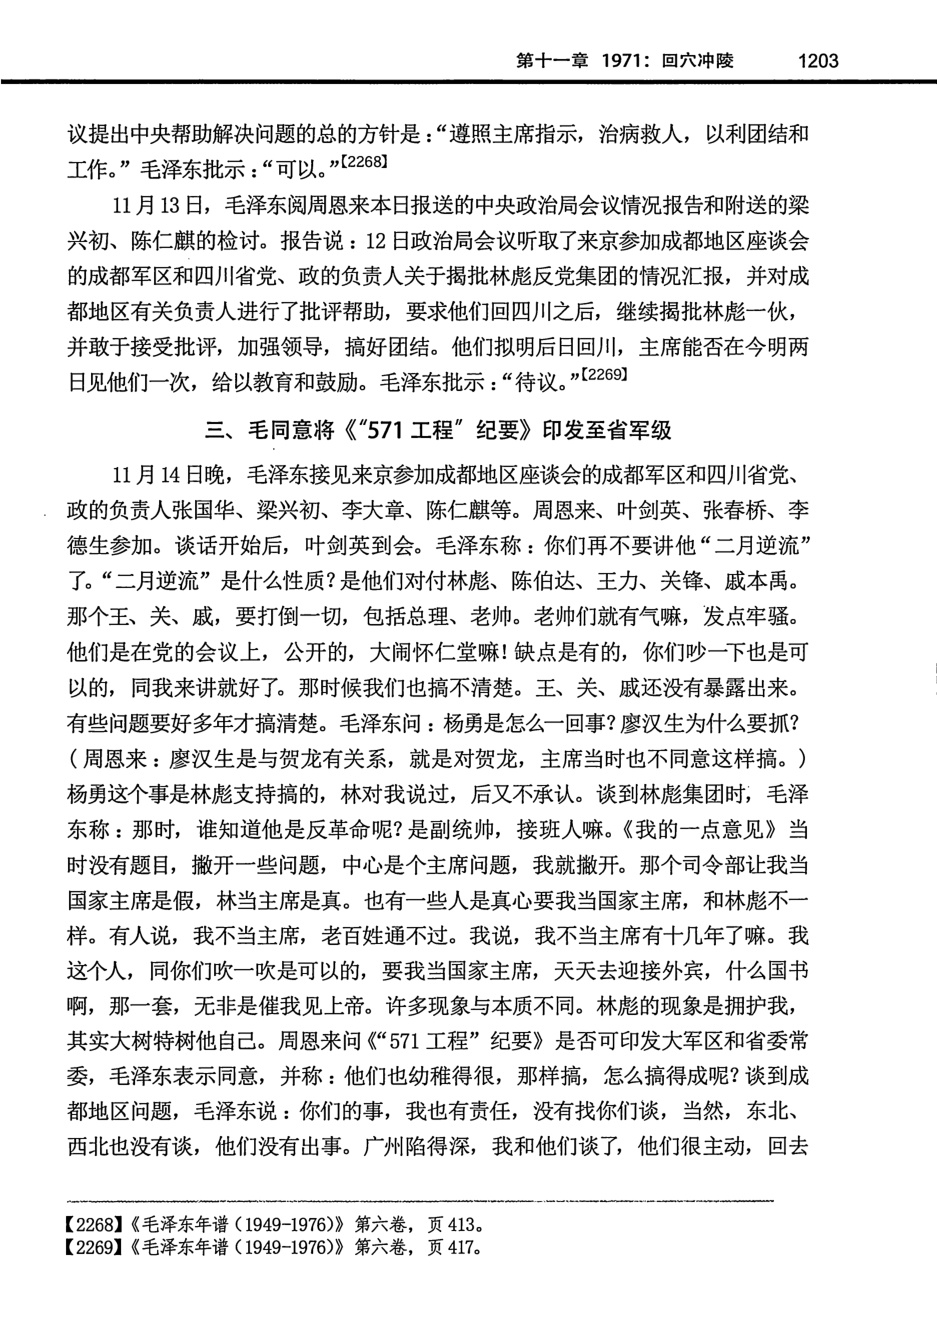 第十一章 1971：回穴冲陵 1203
议提出中央帮助解决问题的总的方针是：“遵照主席指示，治病救人，以利团结和
工作。”毛泽东批示：“可以。”【2268】
11月13日，毛泽东阅周恩来本日报送的中央政治局会议情况报告和附送的梁
兴初、陈仁麒的检讨。报告说：12日政治局会议听取了来京参加成都地区座谈会
的成都军区和四川省党、政的负责人关于揭批林彪反党集团的情况汇报，并对成
都地区有关负责人进行了批评帮助，要求他们回四川之后，继续揭批林彪一伙，
并敢于接受批评，加强领导，搞好团结。他们拟明后日回川，主席能否在今明两
日见他们一次，给以教育和鼓励。毛泽东批示：“待议。”【2269】
三、毛同意将《“571工程”纪要》印发至省军级
11月14日晚，毛泽东接见来京参加成都地区座谈会的成都军区和四川省党、
政的负责人张国华、梁兴初、李大章、陈仁麒等。周恩来、叶剑英、张春桥、李
德生参加。谈话开始后，叶剑英到会。毛泽东称：你们再不要讲他“二月逆流”
了。“二月逆流”是什么性质？是他们对付林彪、陈伯达、王力、关锋、戚本禹。
那个王、关、戚，要打倒一切，包括总理、老帅。老帅们就有气嘛，发点牢骚。
他们是在党的会议上，公开的，大闹怀仁堂嘛！缺点是有的，你们吵一下也是可
以的，同我来讲就好了。那时候我们也搞不清楚。王、关、戚还没有暴露出来。
有些问题要好多年才搞清楚。毛泽东问：杨勇是怎么一回事？廖汉生为什么要抓？
（周恩来：廖汉生是与贺龙有关系，就是对贺龙，主席当时也不同意这样搞。）
杨勇这个事是林彪支持搞的，林对我说过，后又不承认。谈到林彪集团时，毛泽
东称：那时，谁知道他是反革命呢？是副统帅，接班人嘛。《我的一点意见》当
时没有题目，撇开一些问题，中心是个主席问题，我就撇开。那个司令部让我当
国家主席是假，林当主席是真。也有一些人是真心要我当国家主席，和林彪不一
样。有人说，我不当主席，老百姓通不过。我说，我不当主席有十几年了嘛。我
这个人，同你们吹一吹是可以的，要我当国家主席，天天去迎接外宾，什么国书
啊，那一套，无非是催我见上帝。许多现象与本质不同。林彪的现象是拥护我，
其实大树特树他自己。周恩来问《“571工程”纪要》是否可印发大军区和省委常
委，毛泽东表示同意，并称：他们也幼稚得很，那样搞，怎么搞得成呢？谈到成
都地区问题，毛泽东说：你们的事，我也有责任，没有找你们谈，当然，东北、
西北也没有谈，他们没有出事。广州陷得深，我和他们谈了，他们很主动，回去
【2268】《毛泽东年谱（1949-1976）》第六卷，页413。
【2269】《毛泽东年谱（1949-1976）》第六卷，页417。